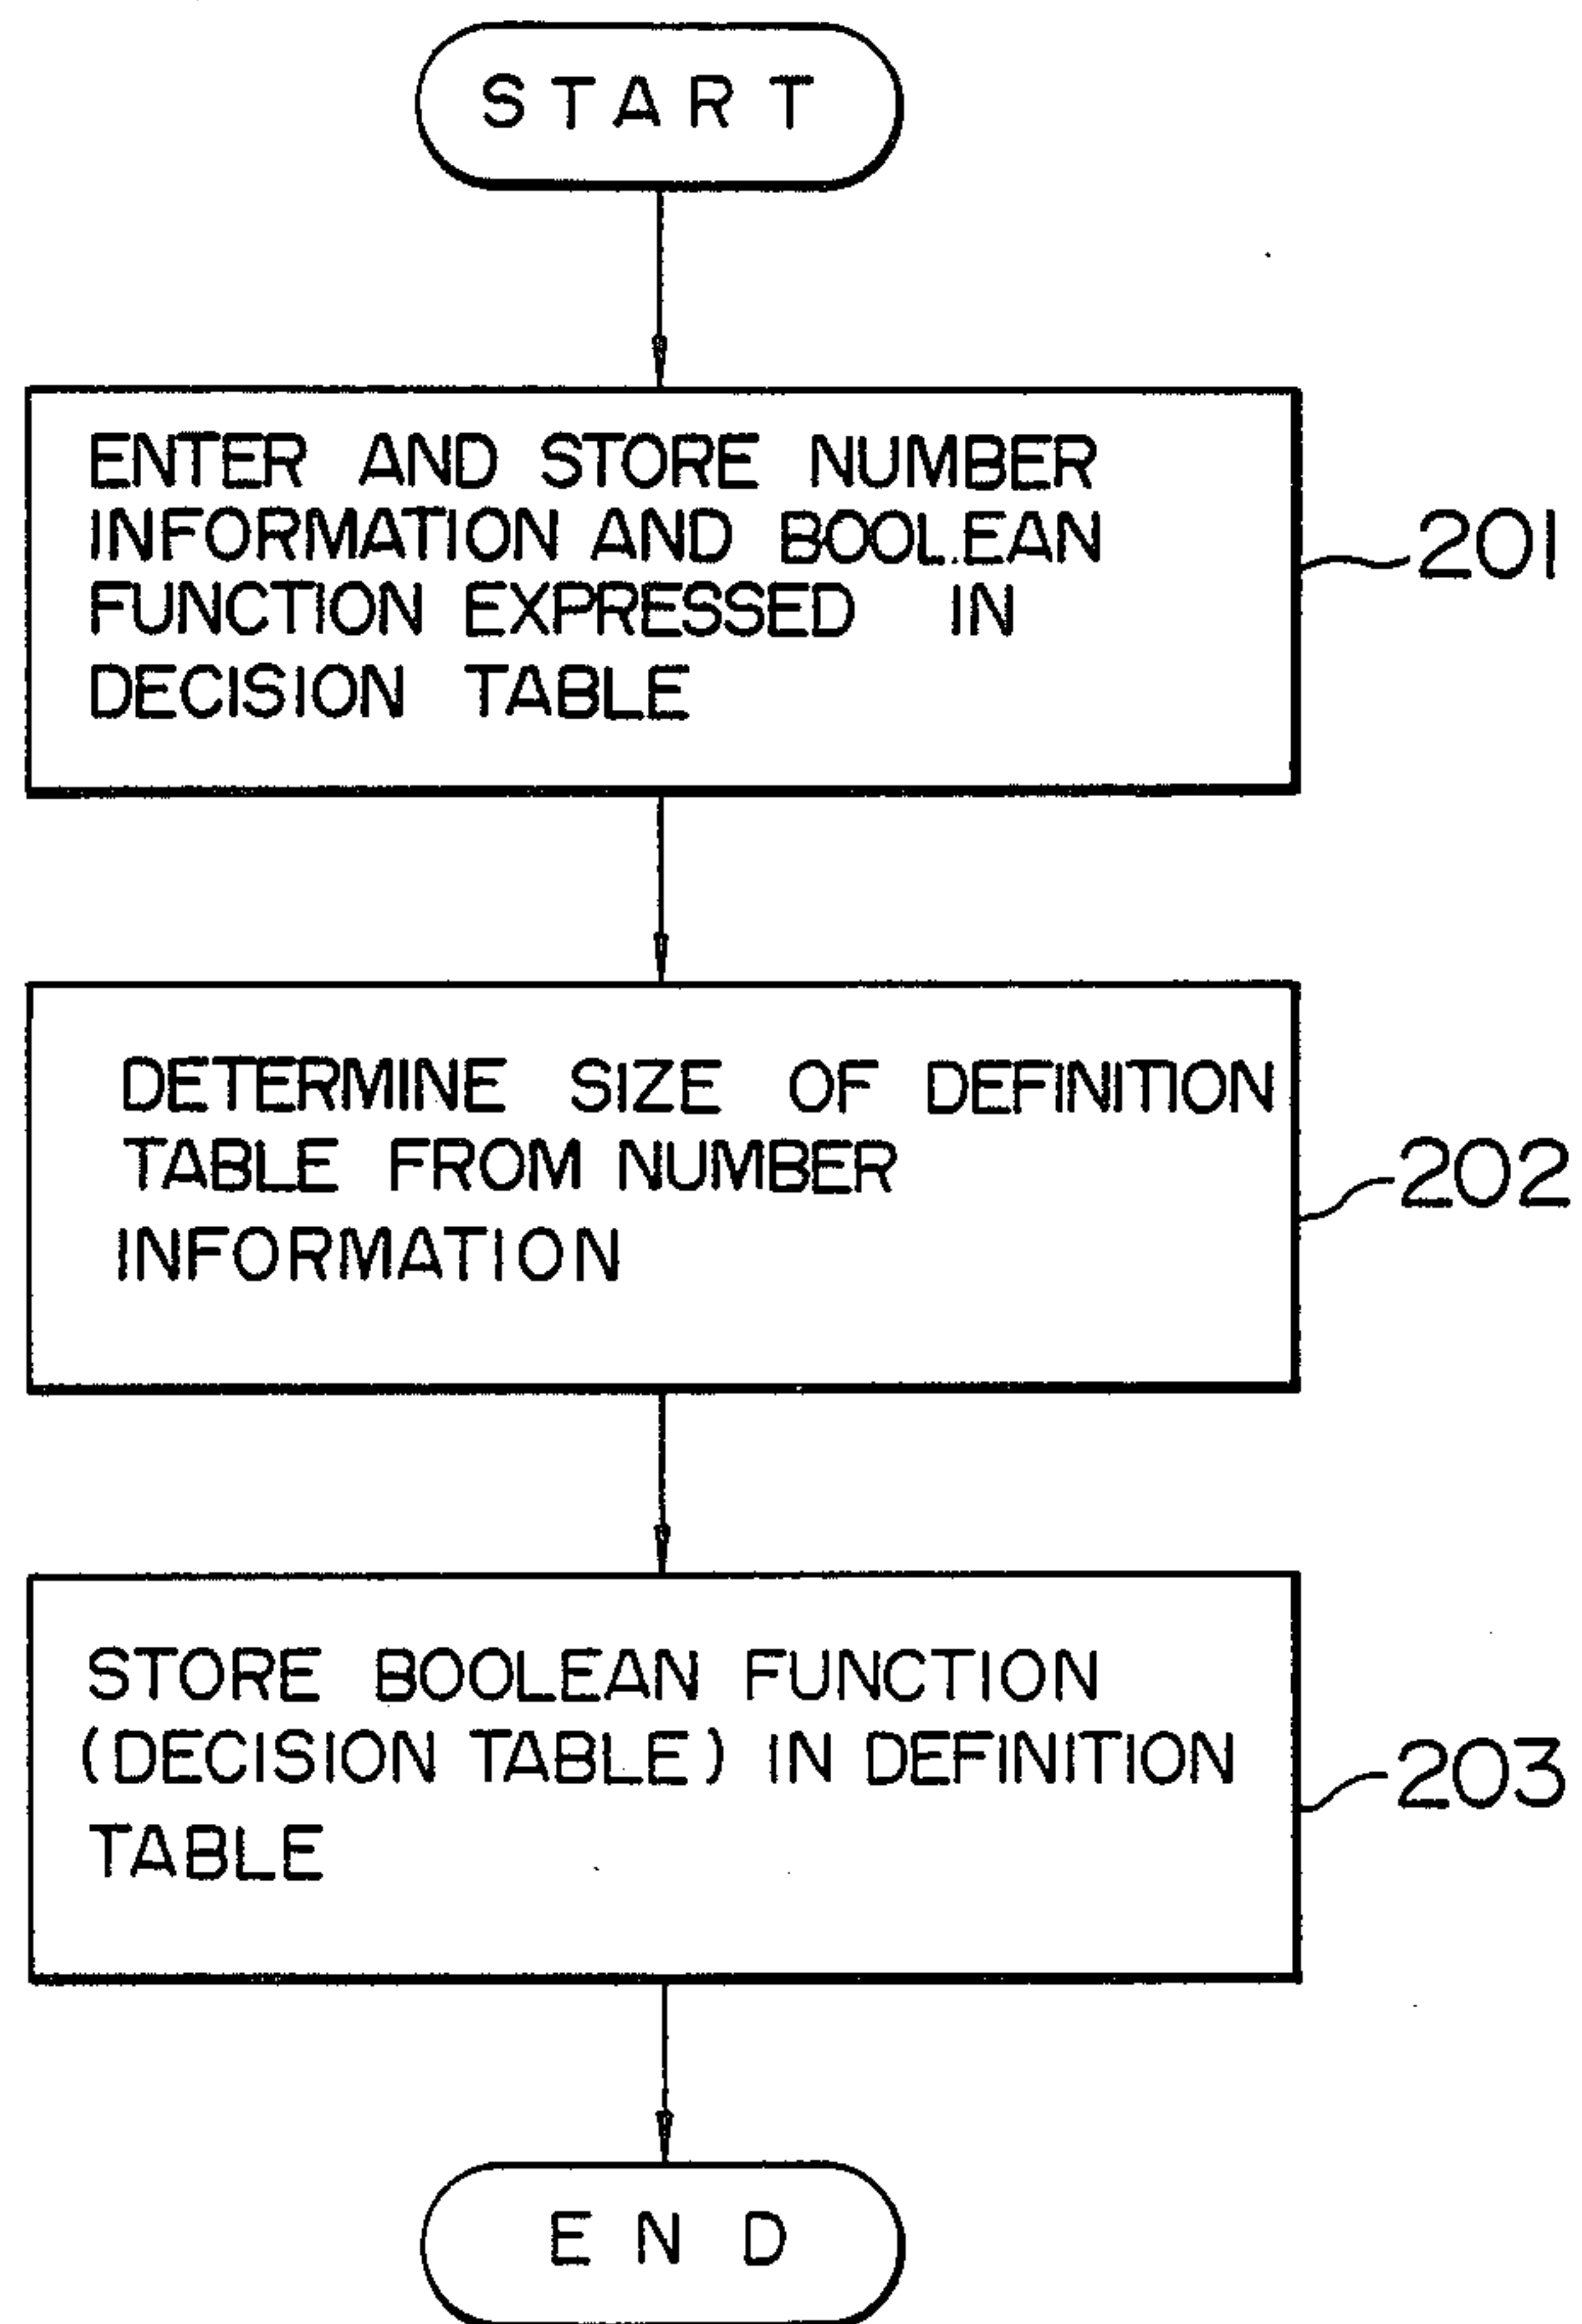 START
ENTER AND STORE NUMBER
INFORMATION AND BOOLEAN
FUNCTION EXPRESSED IN
DECISION TABLE
201
DETERMINE SIZE OF DEFINITION
TABLE FROM NUMBER
INFORMATION
202
STORE BOOLEAN FUNCTION
(DECISION TABLE) IN DEFINITION
TABLE
203
END